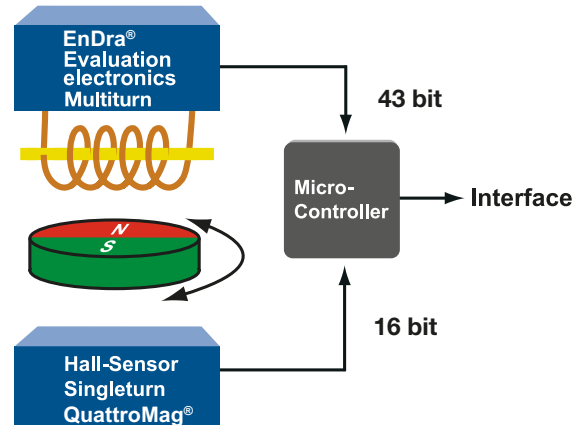 EnDra®
Evaluation
electronics
Multiturn
43 bit
Micro-
Controller
Interface
N
S
16 bit
Hall-Sensor
Singleturn
QuattroMag®